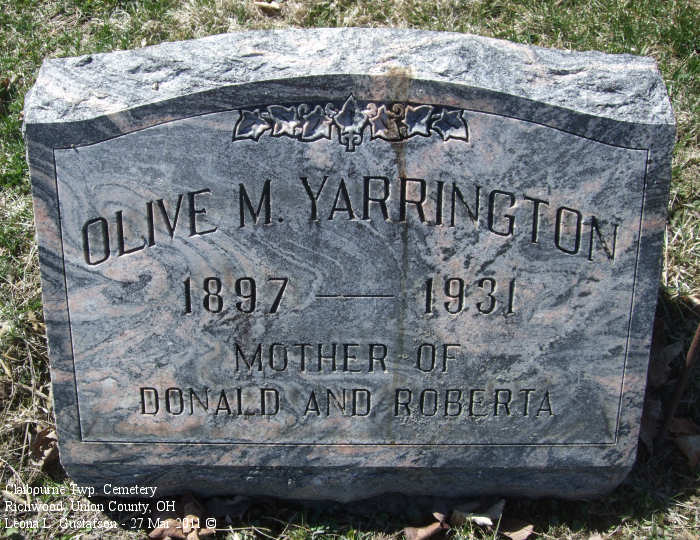 OLIVE M. YARRINGTON
1897 — 1931
MOTHER OF
DONALD AND ROBERTA
Claibourne Twp. Cemetery
Richwood, Union County, OH
Leona L. Gustafson - 27 Mar 2011 ©